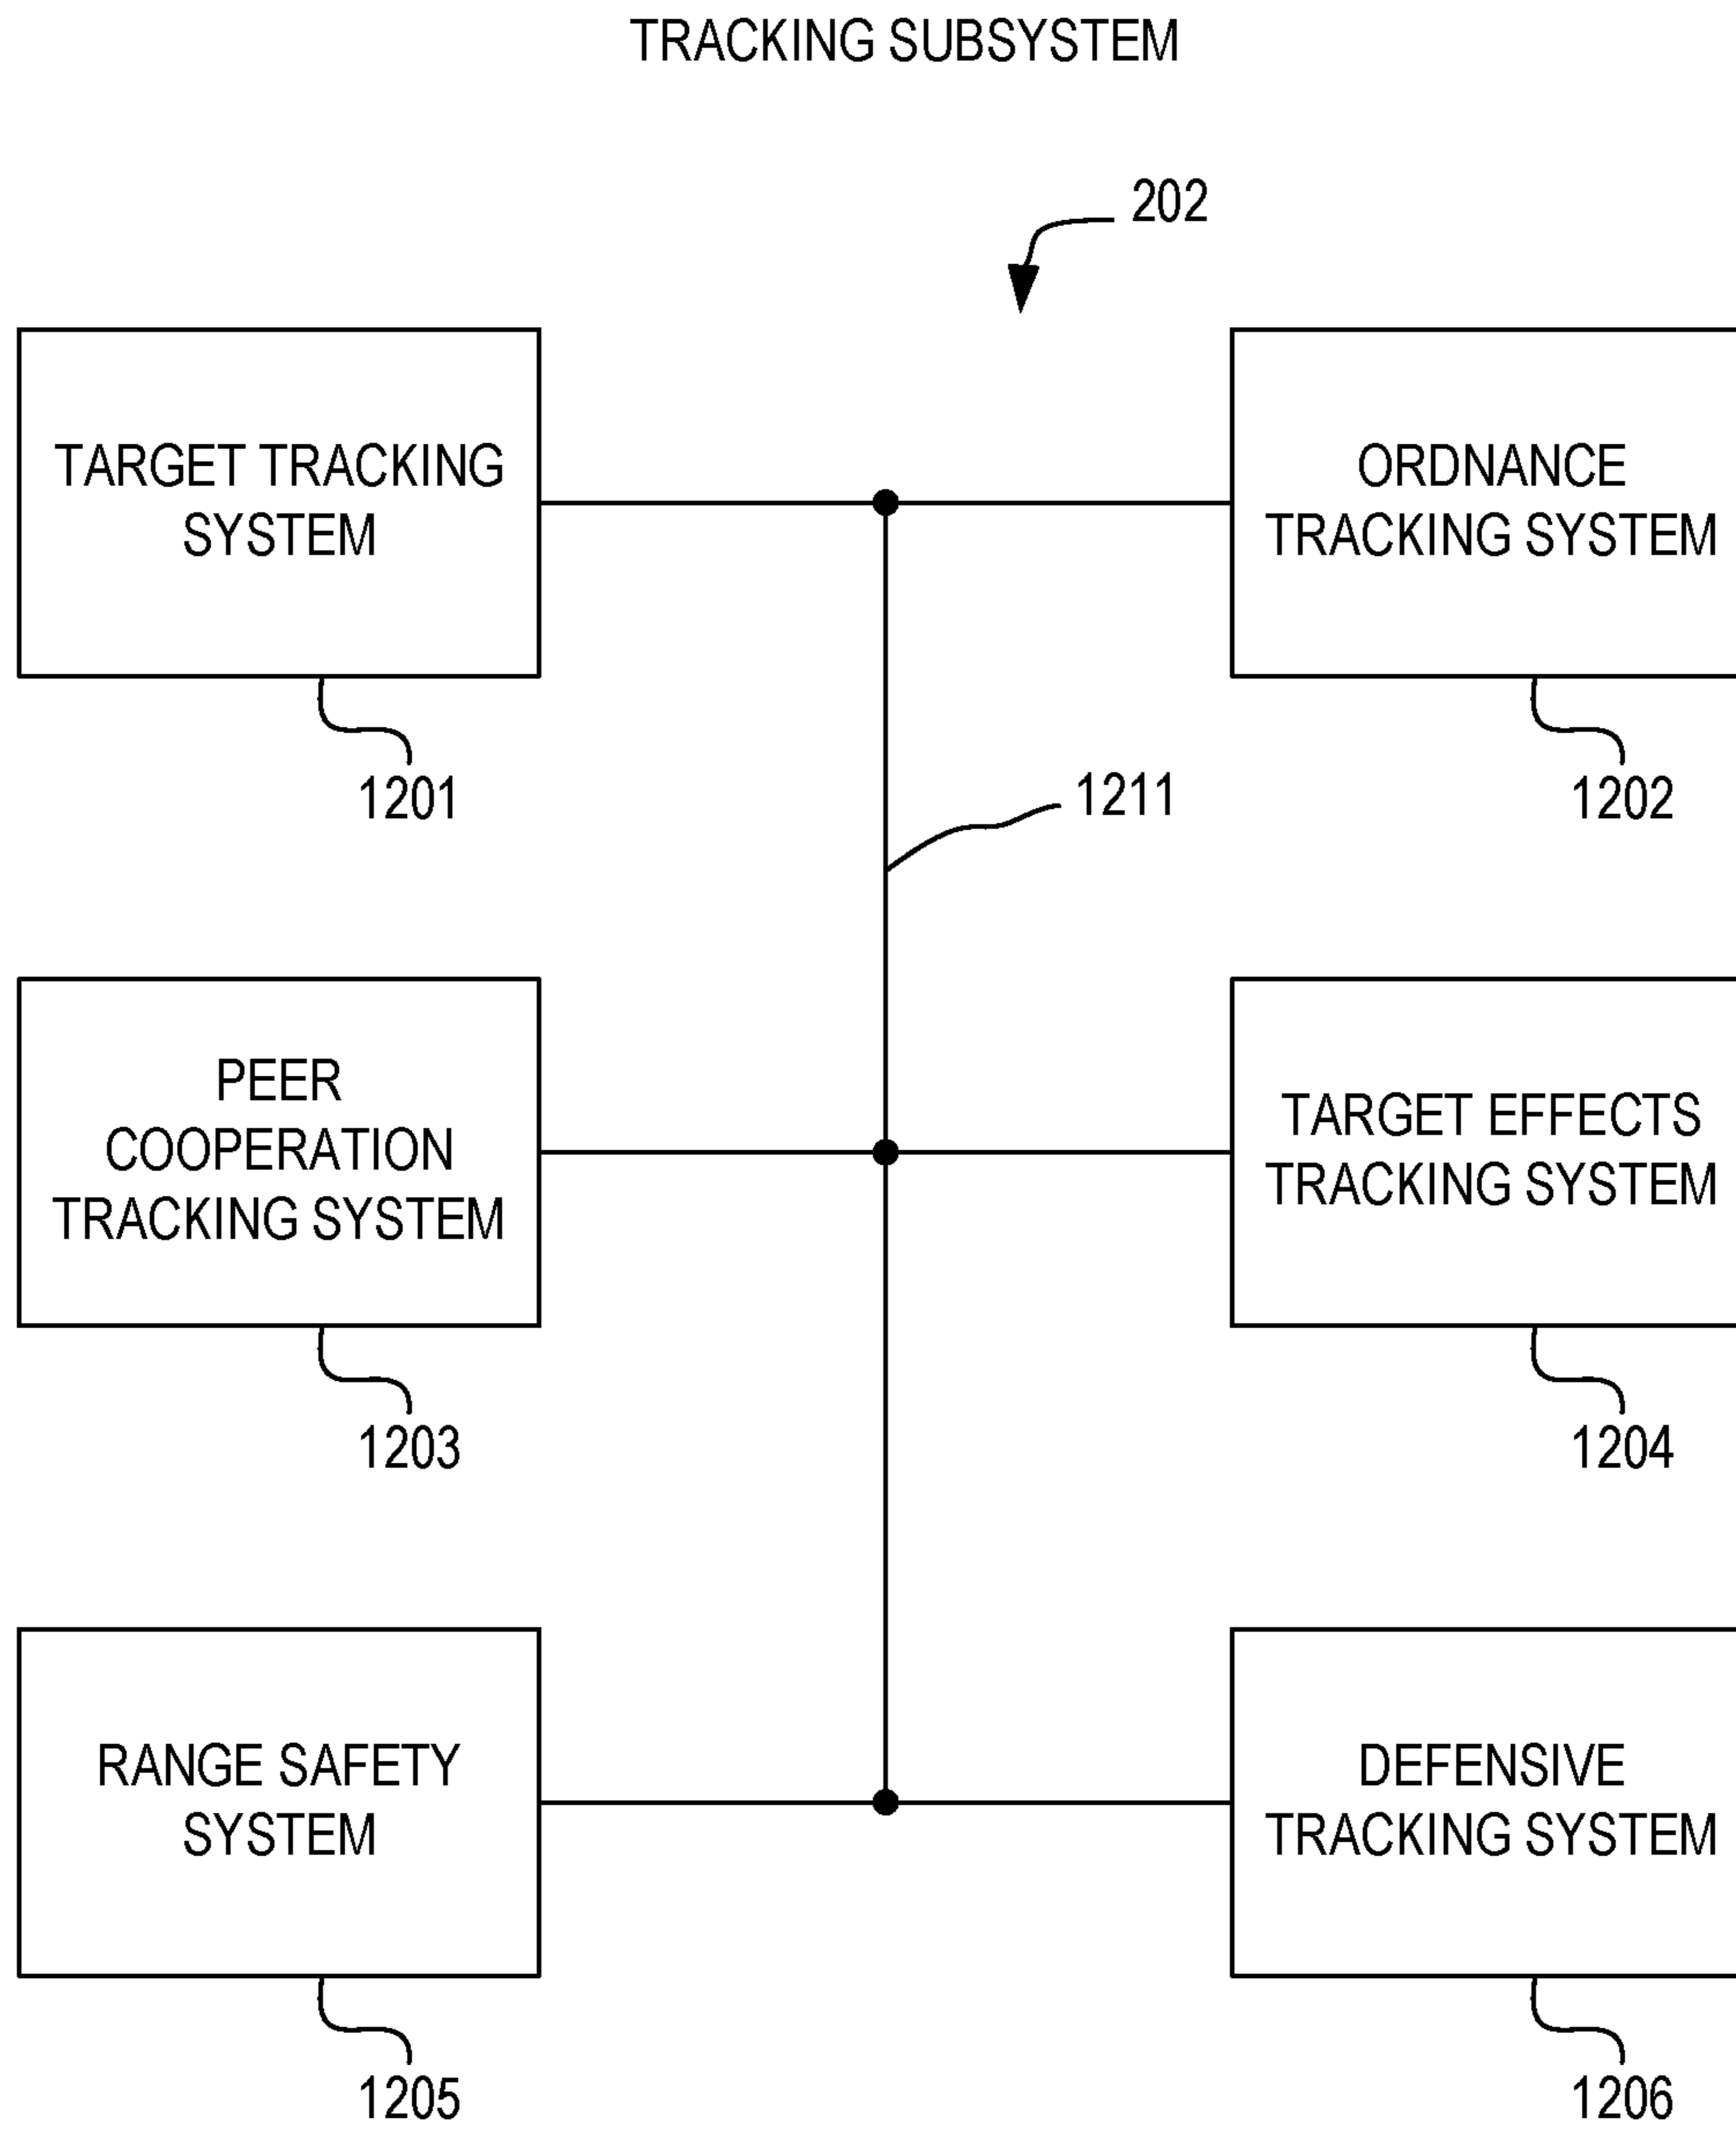 TRACKING SUBSYSTEM
202
TARGET TRACKING
SYSTEM
1201
ORDNANCE
TRACKING SYSTEM
1202
1211
PEER
COOPERATION
TRACKING SYSTEM
1203
TARGET EFFECTS
TRACKING SYSTEM
1204
RANGE SAFETY
SYSTEM
1205
DEFENSIVE
TRACKING SYSTEM
1206